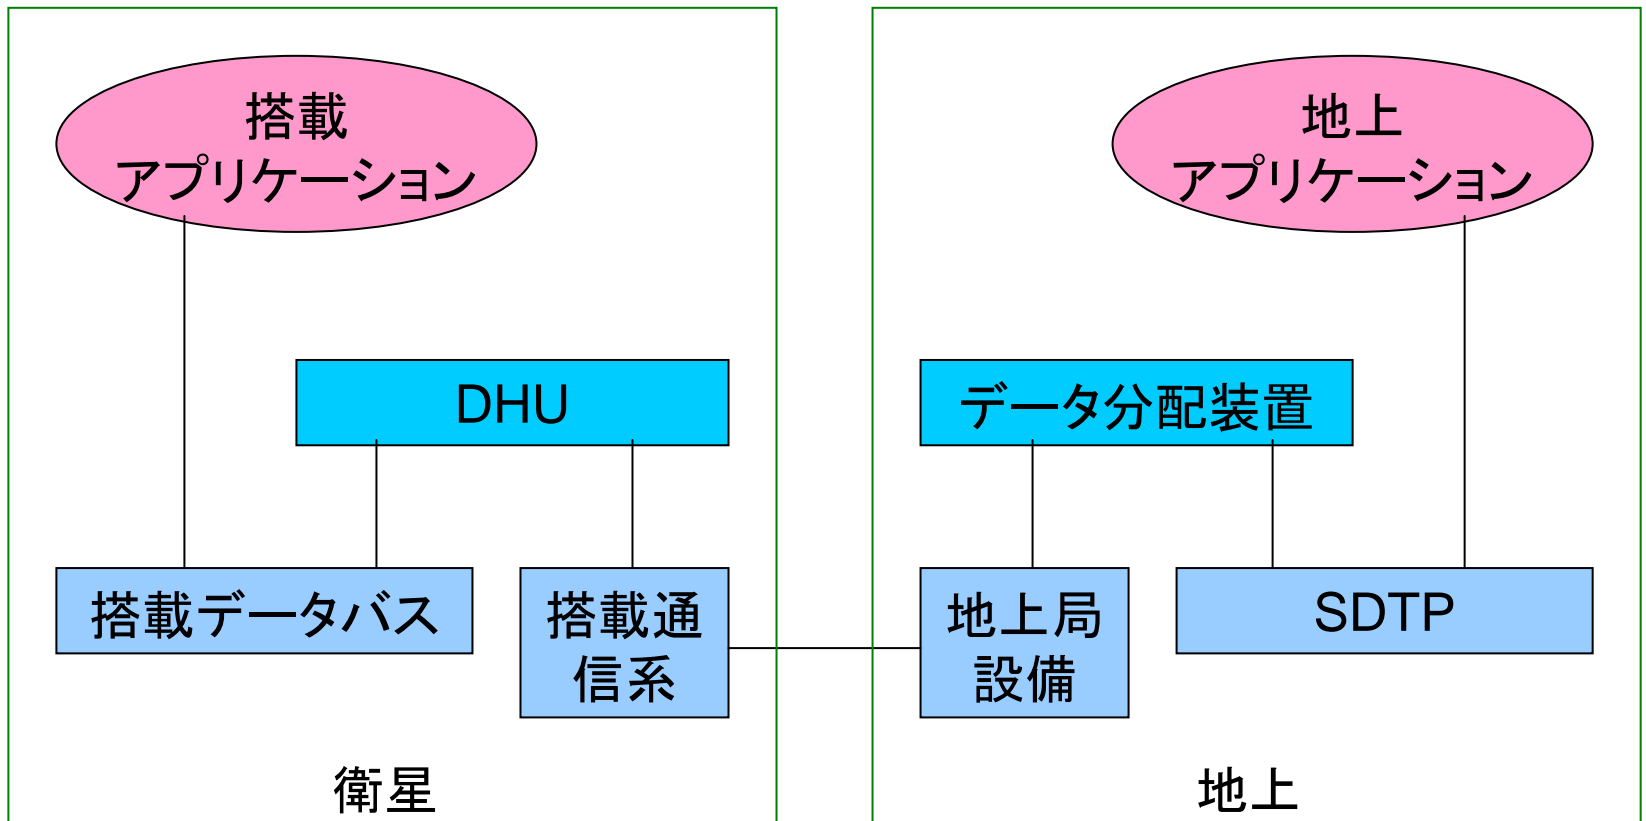 搭載
アプリケーション
DHU
搭載データバス
搭載通
信系
衛星
地上
アプリケーション
データ分配装置
地上局
設備
SDTP
地上